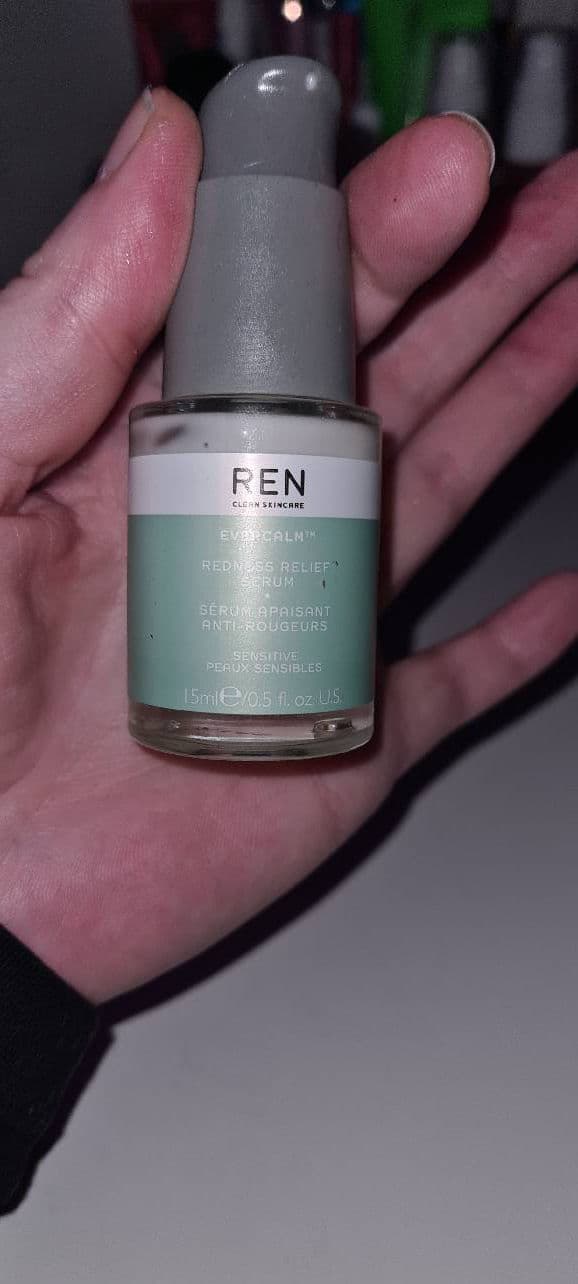 REN
CLEAN SKINCARE
EVERCALM™
REDNESS RELIEF
SERUM
SÉRUM APAISANT
ANTI-ROUGEURS
SENSITIVE
PEAUX SENSIBLES
15ml℮/0.5 fl. oz. U.S.